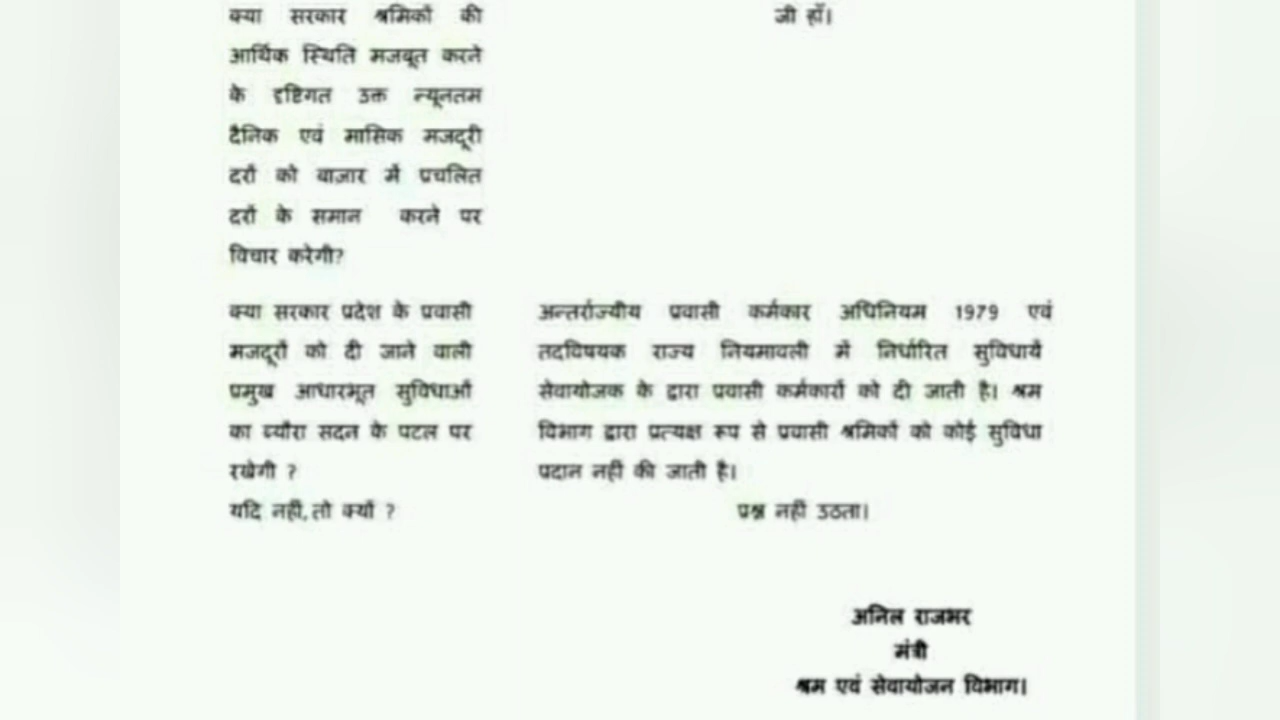 क्या सरकार श्रमिकों की
आर्थिक स्थिति मजबूत करने
के दृष्टिगत उक्त न्यूनतम
दैनिक एवं मासिक मजदूरी
दरों को बाज़ार में प्रचलित
दरों के समान करने पर
विचार करेगी?
जी हाँ।
क्या सरकार प्रदेश के प्रवासी
मजदूरों को दी जाने वाली
प्रमुख आधारभूत सुविधाओं
का ब्यौरा सदन के पटल पर
रखेगी ?
यदि नहीं,तो क्यों ?
अन्तर्राज्यीय प्रवासी कर्मकार अधिनियम 1979 एवं
तदविषयक राज्य नियमावली में निर्धारित सुविधायें
सेवायोजक के द्वारा प्रवासी कर्मकारों को दी जाती है। श्रम
विभाग द्वारा प्रत्यक्ष रूप से प्रवासी श्रमिकों को कोई सुविधा
प्रदान नहीं की जाती है।
प्रश्न नहीं उठता।
अनिल राजभर
मंत्री
श्रम एवं सेवायोजन विभाग।